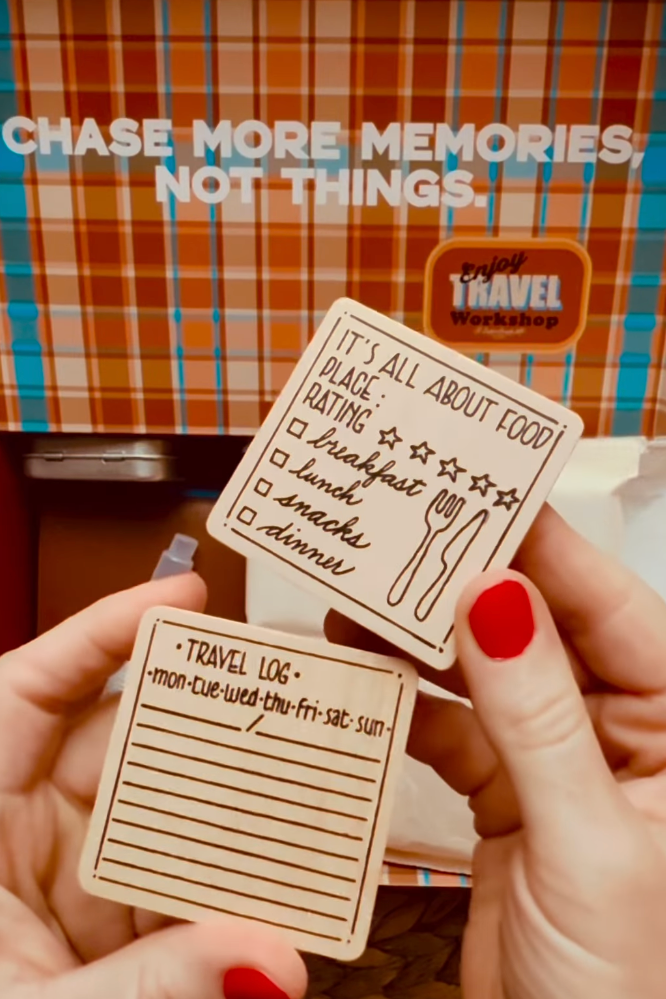 CHASE MORE MEMORIES,
NOT THINGS.
Enjoy
TRAVEL
Workshop
IT'S ALL ABOUT FOOD
PLACE:
RATING
breakfast
lunch
snacks
dinner
•TRAVEL LOG•
•mon•tue•wed•thu•fri•sat•sun•
/